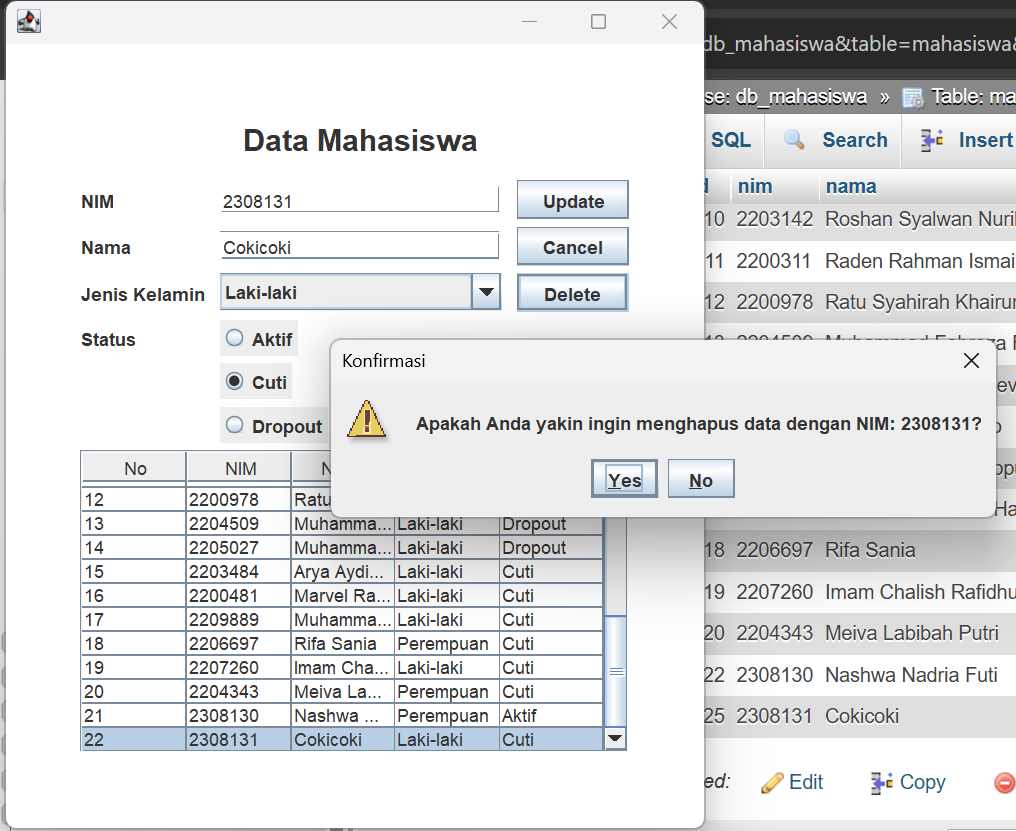 db_mahasiswa&table=mahasiswa&
se: db_mahasiswa » Table: ma
SQL Search Insert
nim nama
10 2203142 Roshan Syalwan Nuril
11 2200311 Raden Rahman Ismai
12 2200978 Ratu Syahirah Khairun
18 2206697 Rifa Sania
19 2207260 Imam Chalish Rafidhu
20 2204343 Meiva Labibah Putri
22 2308130 Nashwa Nadria Futi
25 2308131 Cokicoki
ed: Edit Copy
Data Mahasiswa
NIM 2308131 Update
Nama Cokicoki Cancel
Jenis Kelamin Laki-laki Delete
Status Aktif
Cuti
Dropout
Konfirmasi
Apakah Anda yakin ingin menghapus data dengan NIM: 2308131?
Yes No
No NIM N
12 2200978 Ratu
13 2204509 Muhamma... Laki-laki Dropout
14 2205027 Muhamma... Laki-laki Dropout
15 2203484 Arya Aydi... Laki-laki Cuti
16 2200481 Marvel Ra... Laki-laki Cuti
17 2209889 Muhamma... Laki-laki Cuti
18 2206697 Rifa Sania Perempuan Cuti
19 2207260 Imam Cha... Laki-laki Cuti
20 2204343 Meiva La... Perempuan Cuti
21 2308130 Nashwa ... Perempuan Aktif
22 2308131 Cokicoki Laki-laki Cuti